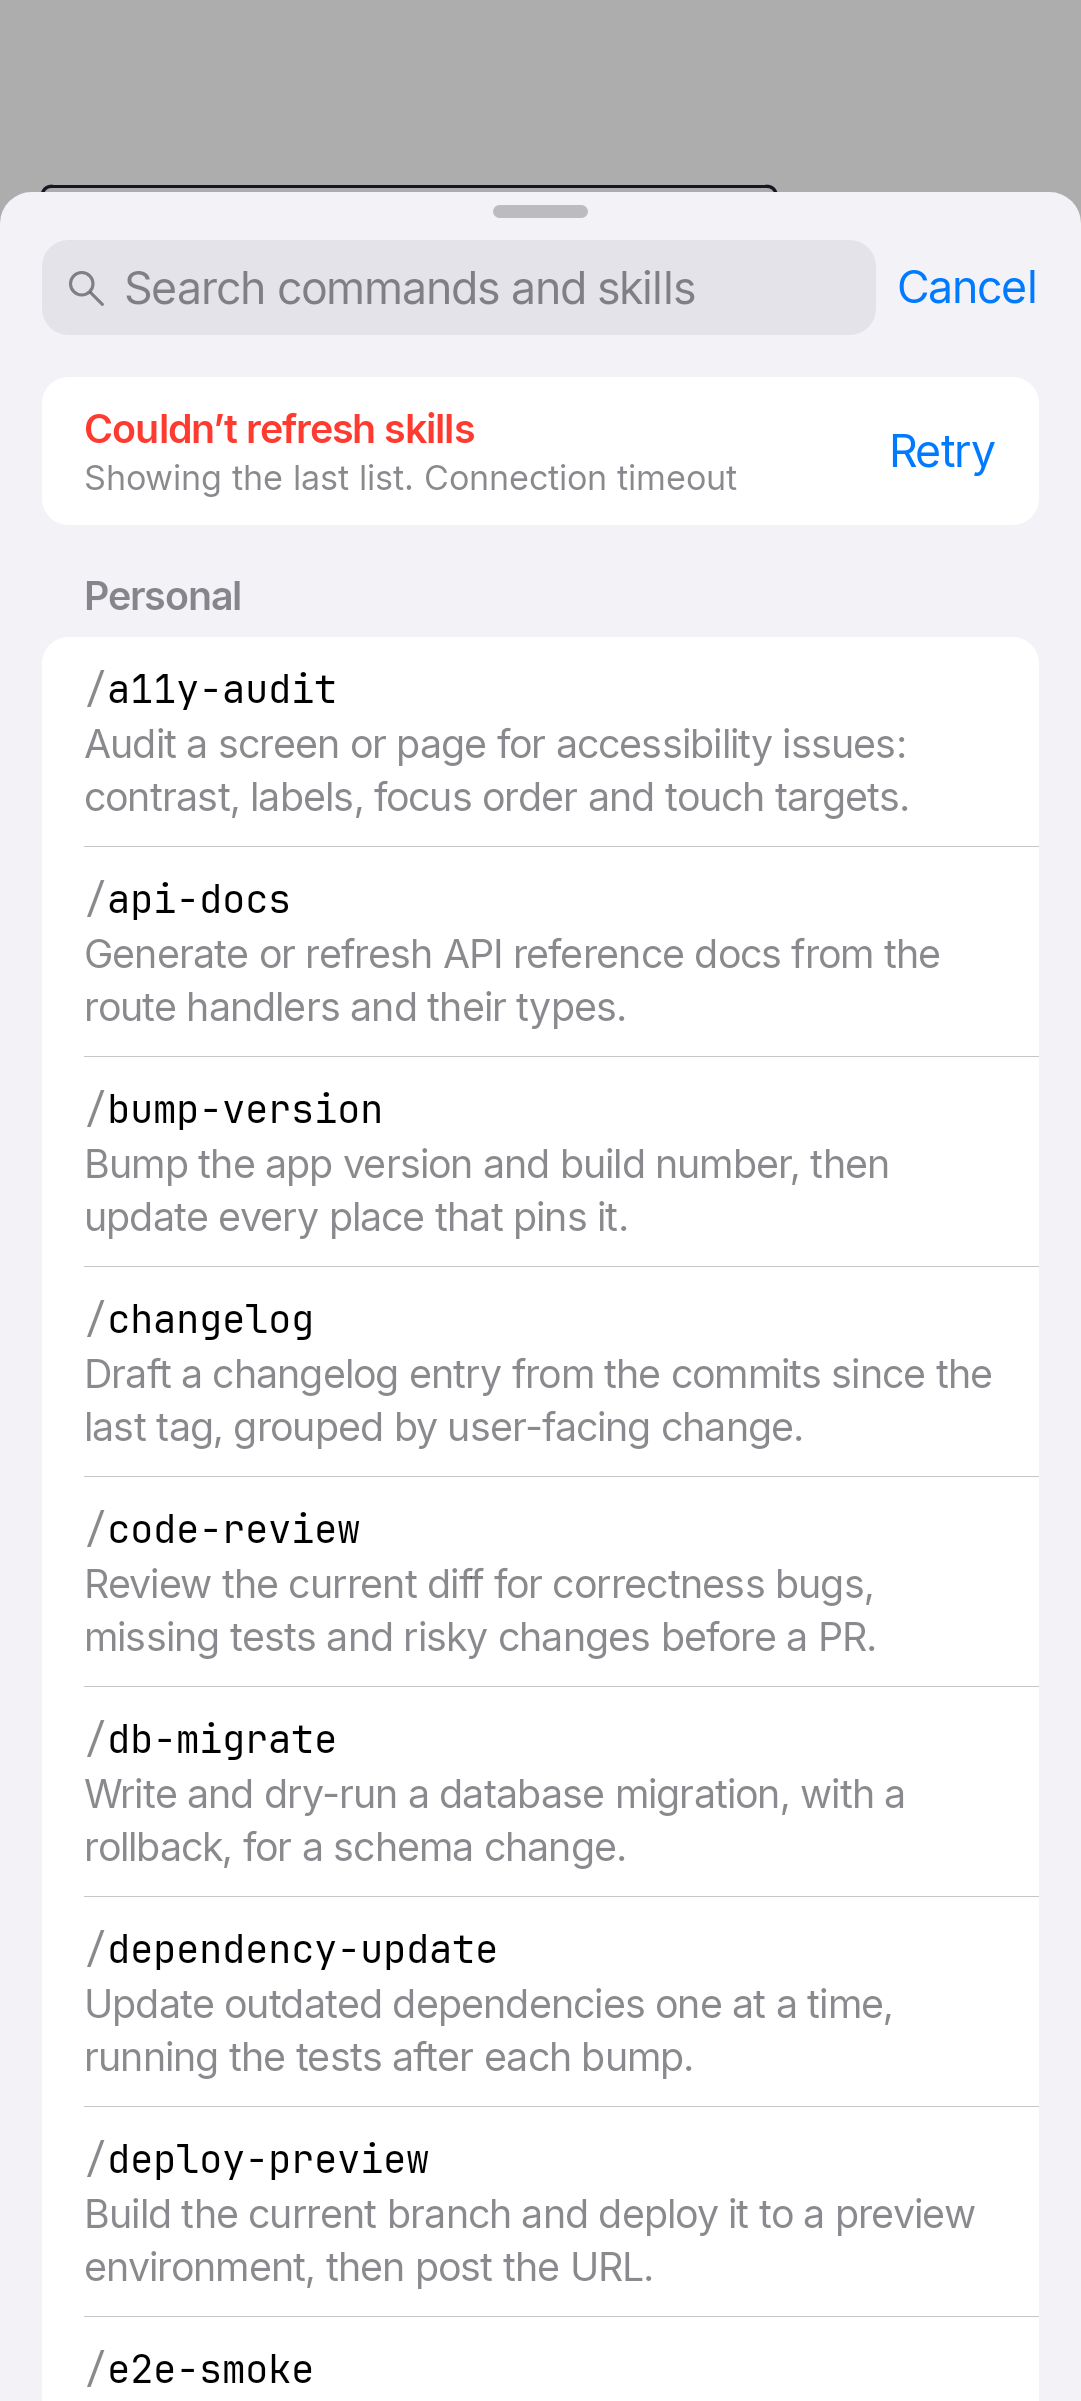 Search commands and skills
Cancel
Couldn’t refresh skills
Showing the last list. Connection timeout
Retry
Personal
/a11y-audit
Audit a screen or page for accessibility issues:
contrast, labels, focus order and touch targets.
/api-docs
Generate or refresh API reference docs from the
route handlers and their types.
/bump-version
Bump the app version and build number, then
update every place that pins it.
/changelog
Draft a changelog entry from the commits since the
last tag, grouped by user-facing change.
/code-review
Review the current diff for correctness bugs,
missing tests and risky changes before a PR.
/db-migrate
Write and dry-run a database migration, with a
rollback, for a schema change.
/dependency-update
Update outdated dependencies one at a time,
running the tests after each bump.
/deploy-preview
Build the current branch and deploy it to a preview
environment, then post the URL.
/e2e-smoke